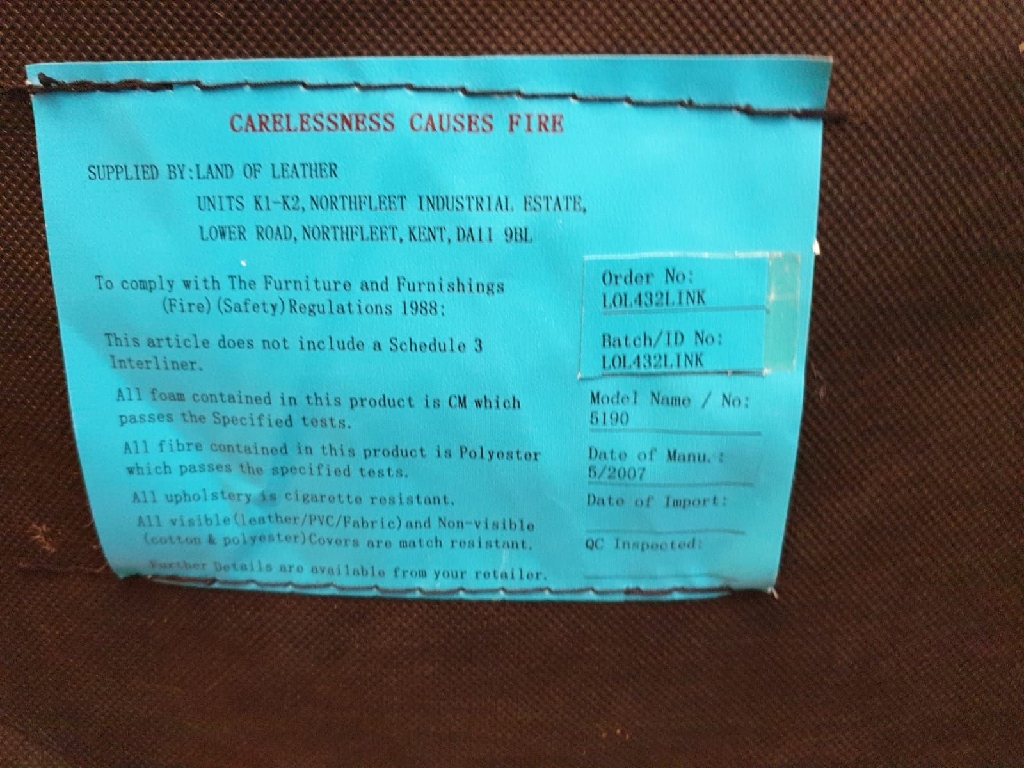 CARELESSNESS CAUSES FIRE
SUPPLIED BY:LAND OF LEATHER
UNITS K1-K2, NORTHFLEET INDUSTRIAL ESTATE,
LOWER ROAD, NORTHFLEET, KENT, DA11 9BL
To comply with The Furniture and Furnishings
(Fire)(Safety)Regulations 1988:
This article does not include a Schedule 3
Interliner.
All foam contained in this product is CM which
passes the Specified tests.
All fibre contained in this product is Polyester
which passes the specified tests.
All upholstery is cigarette resistant.
All visible(leather/PVC/Fabric)and Non-visible
(cotton & polyester)Covers are match resistant.
Further Details are available from your retailer.
Order No:
LOL432LINK
Batch/ID No:
LOL432LINK
Model Name / No:
5190
Date of Manu.:
5/2007
Date of Import:
QC Inspected: